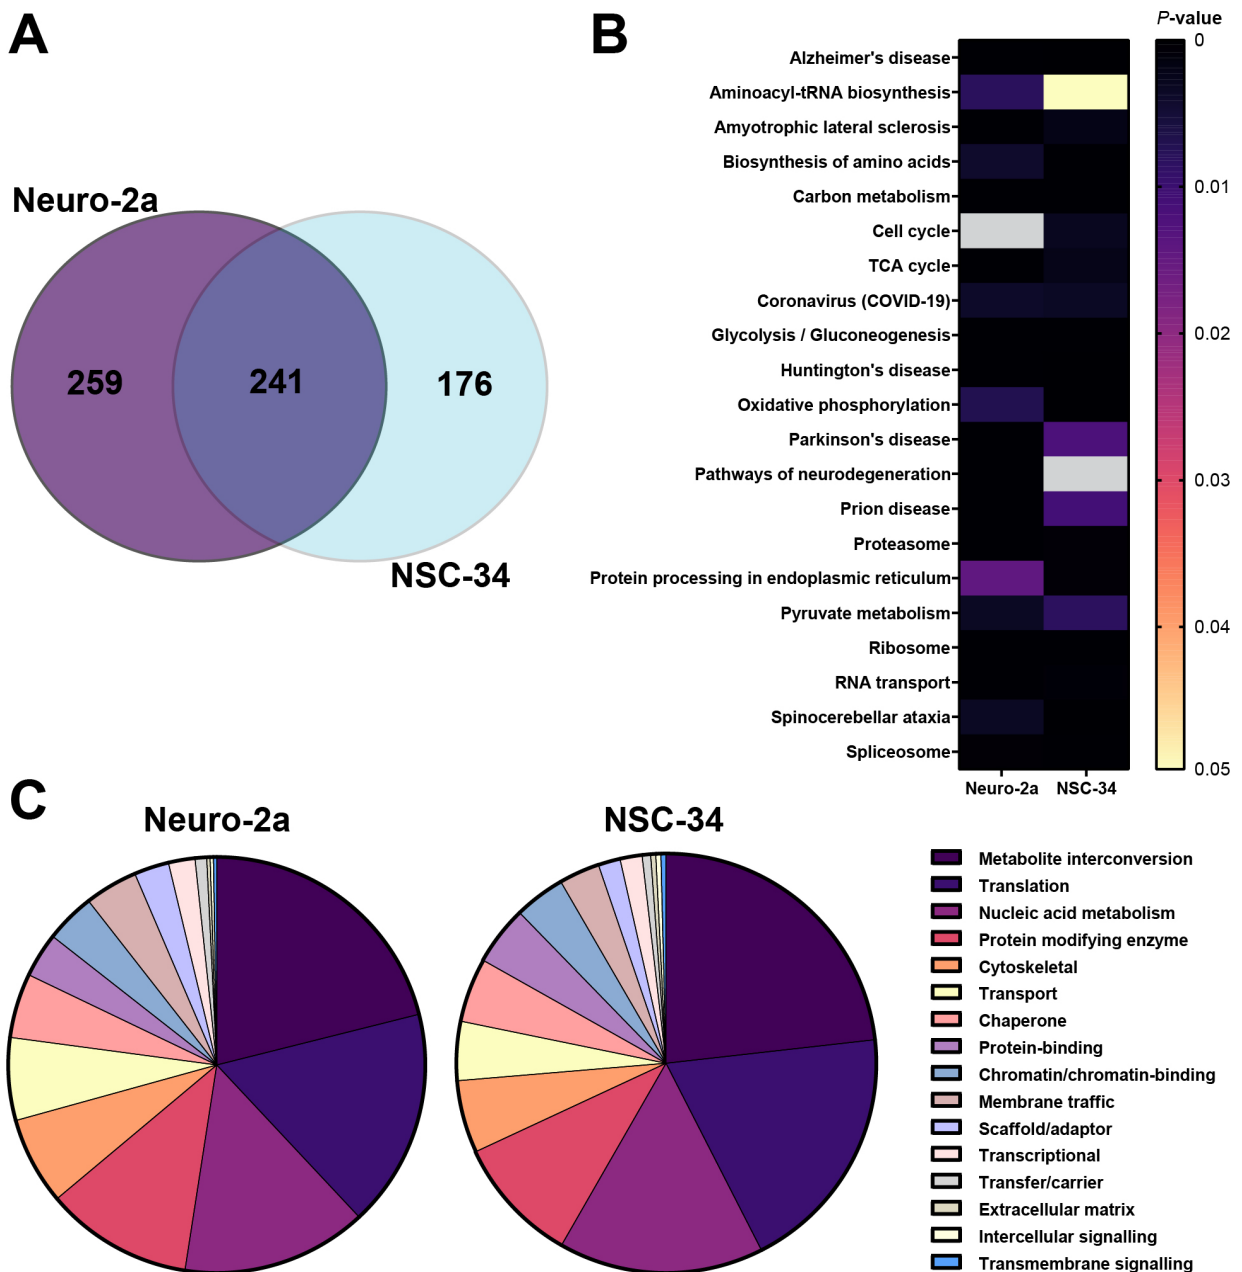 A
Neuro-2a
259
241
176
NSC-34
B
P-value
Alzheimer's disease
Aminoacyl-tRNA biosynthesis
Amyotrophic lateral sclerosis
Biosynthesis of amino acids
Carbon metabolism
Cell cycle
TCA cycle
Coronavirus (COVID-19)
Glycolysis / Gluconeogenesis
Huntington's disease
Oxidative phosphorylation
Parkinson's disease
Pathways of neurodegeneration
Prion disease
Proteasome
Protein processing in endoplasmic reticulum
Pyruvate metabolism
Ribosome
RNA transport
Spinocerebellar ataxia
Spliceosome
Neuro-2a NSC-34
0
0.01
0.02
0.03
0.04
0.05
C
Neuro-2a
NSC-34
Metabolite interconversion
Translation
Nucleic acid metabolism
Protein modifying enzyme
Cytoskeletal
Transport
Chaperone
Protein-binding
Chromatin/chromatin-binding
Membrane traffic
Scaffold/adaptor
Transcriptional
Transfer/carrier
Extracellular matrix
Intercellular signalling
Transmembrane signalling